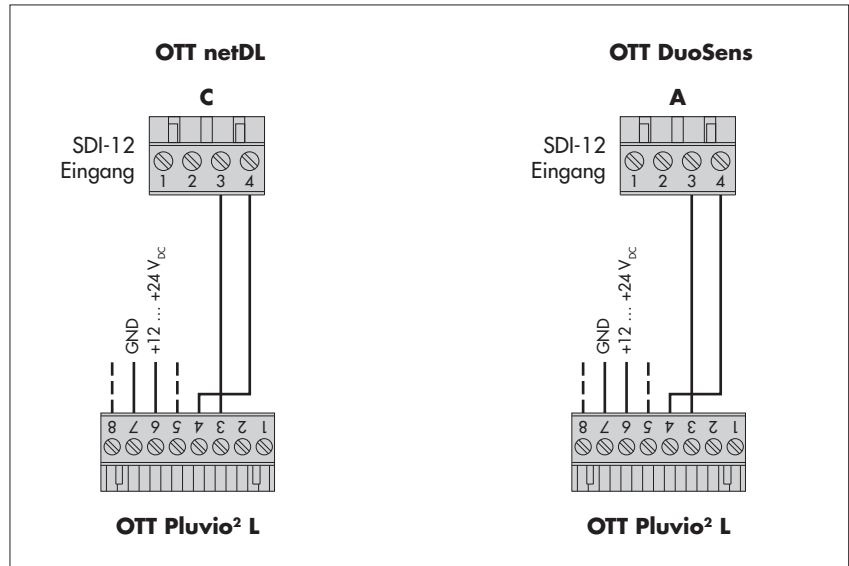 OTT netDL
C
SDI-12
Eingang
1 2 3 4
GND
+12 ... +24 VDC
8 7 6 5 4 3 2 1
OTT Pluvio² L
OTT DuoSens
A
SDI-12
Eingang
1 2 3 4
GND
+12 ... +24 VDC
8 7 6 5 4 3 2 1
OTT Pluvio² L